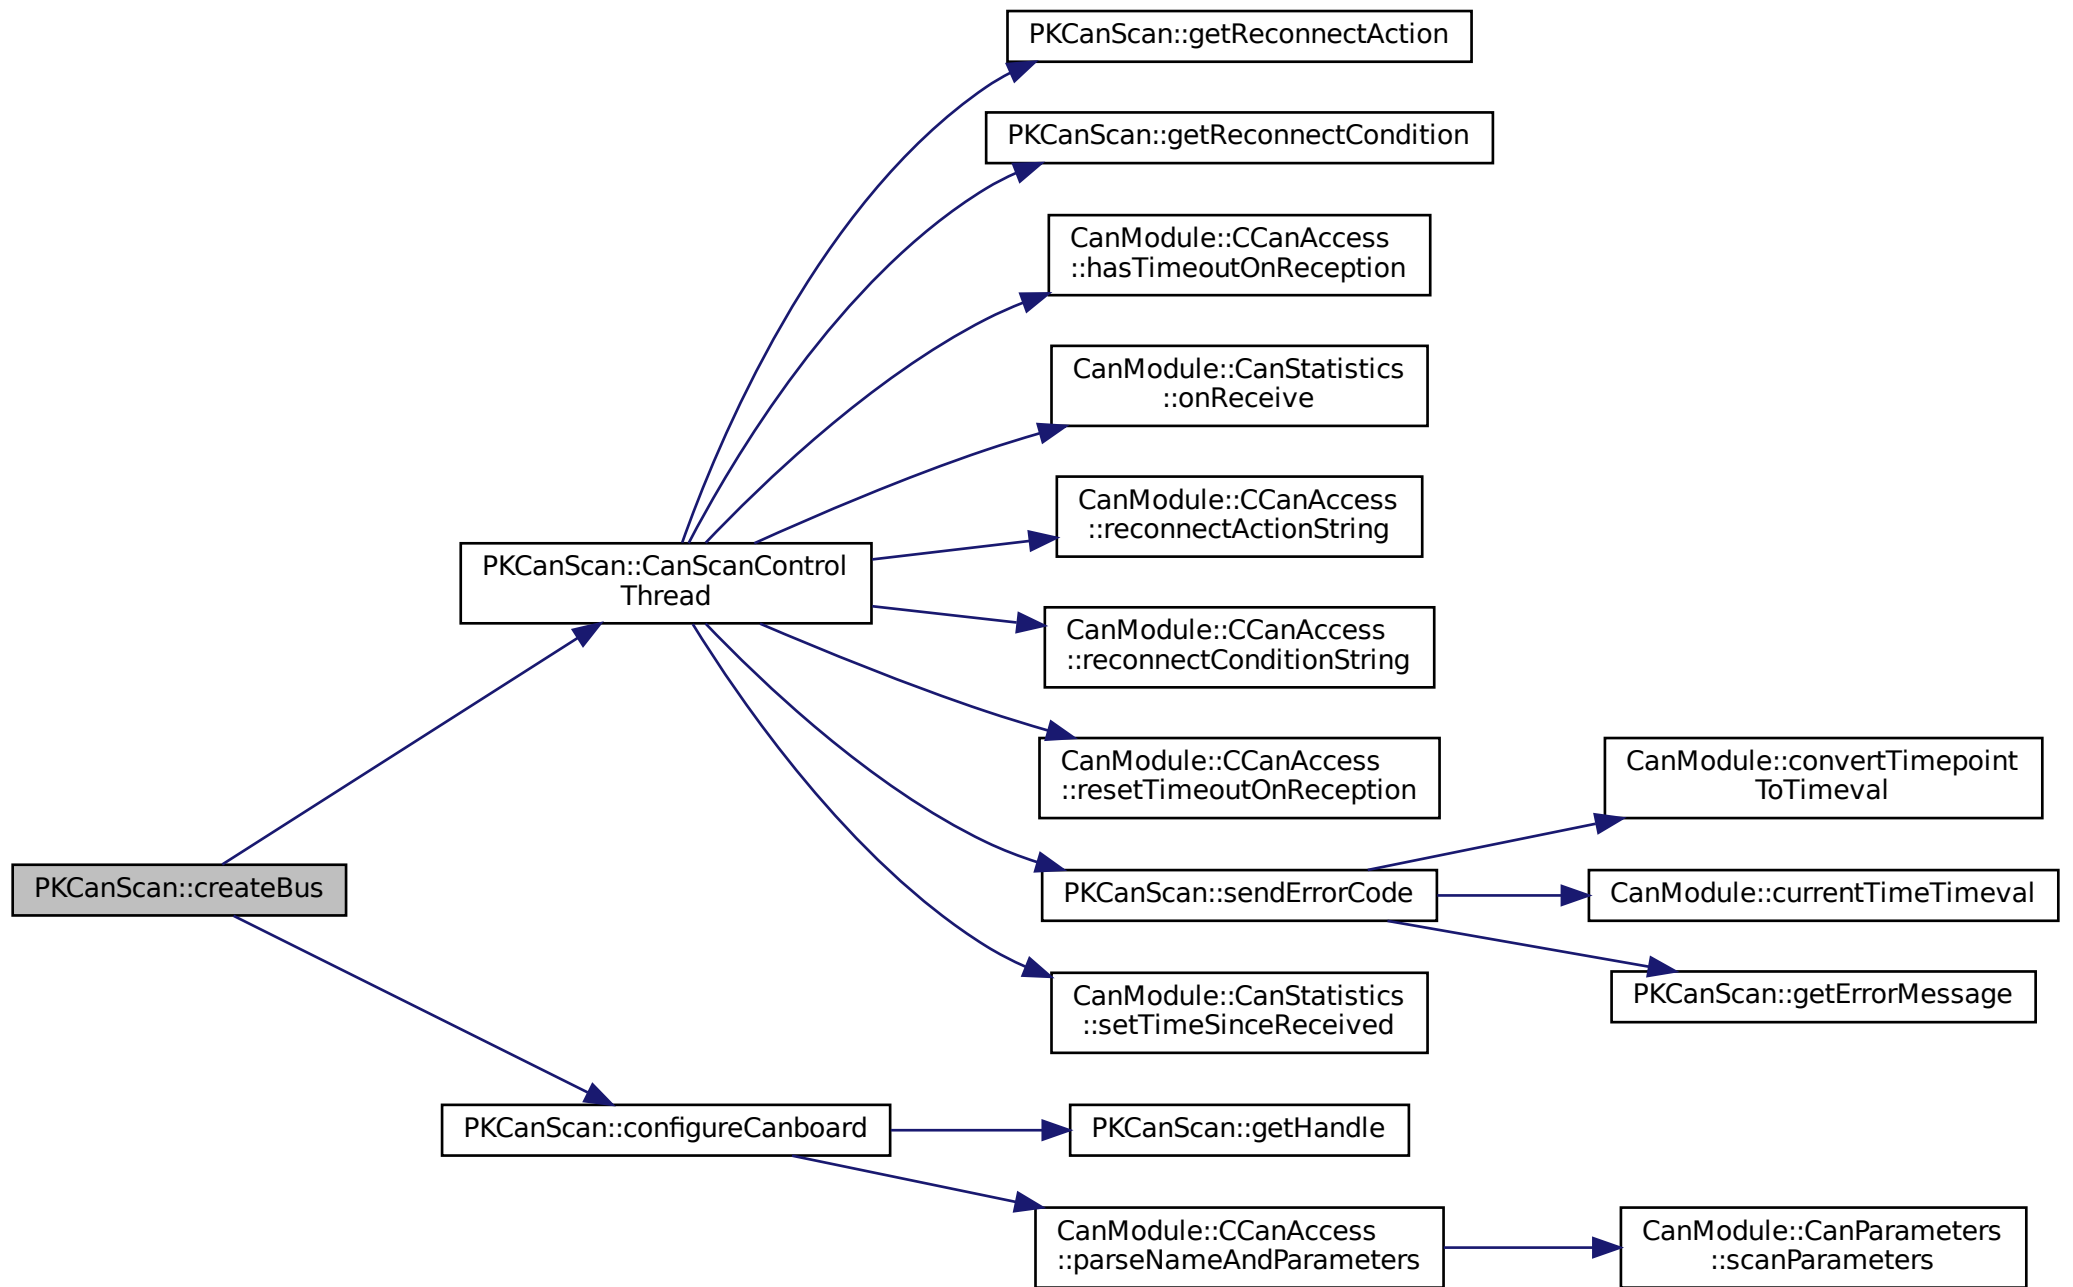 PKCanScan::getReconnectAction
PKCanScan::getReconnectCondition
CanModule::CCanAccess
::hasTimeoutOnReception
CanModule::CanStatistics
::onReceive
CanModule::CCanAccess
::reconnectActionString
PKCanScan::CanScanControl
Thread
CanModule::CCanAccess
::reconnectConditionString
CanModule::CCanAccess
::resetTimeoutOnReception
CanModule::convertTimepoint
ToTimeval
PKCanScan::createBus
PKCanScan::sendErrorCode
CanModule::currentTimeTimeval
CanModule::CanStatistics
::setTimeSinceReceived
PKCanScan::getErrorMessage
PKCanScan::configureCanboard
PKCanScan::getHandle
CanModule::CCanAccess
::parseNameAndParameters
CanModule::CanParameters
::scanParameters